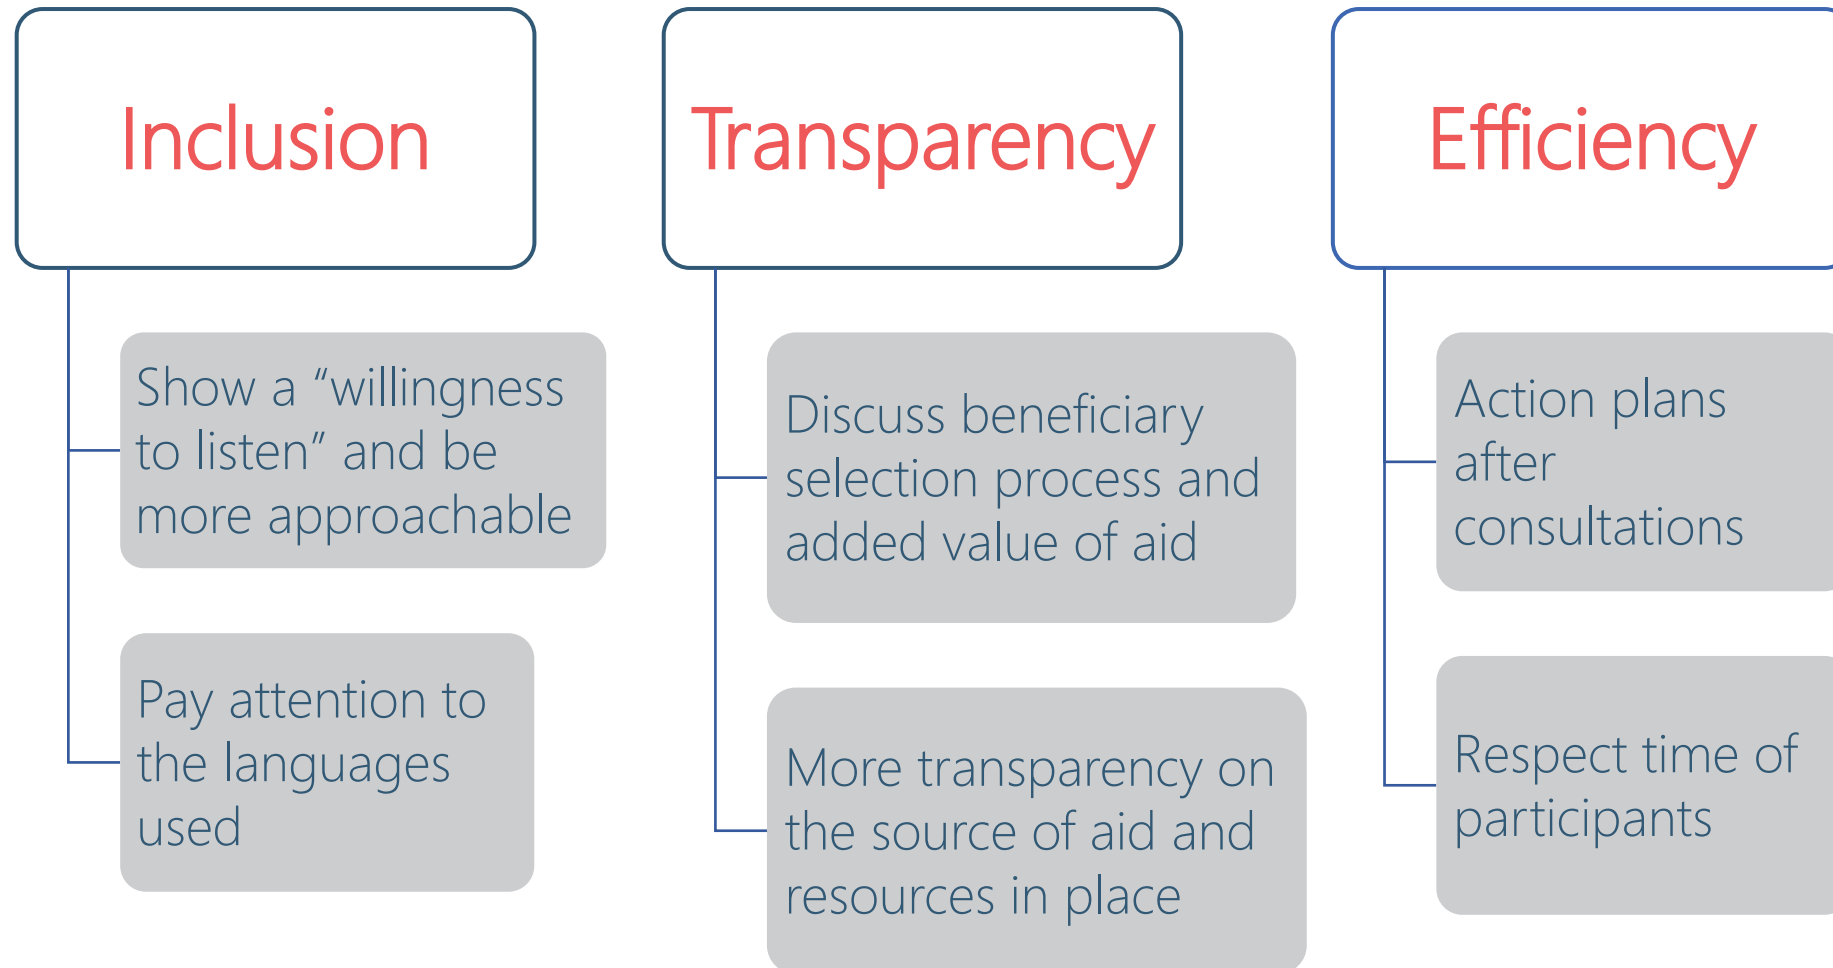 Inclusion
Show a “willingness
to listen” and be
more approachable
Pay attention to
the languages
used
Transparency
Discuss beneficiary
selection process and
added value of aid
More transparency on
the source of aid and
resources in place
Efficiency
Action plans
after
consultations
Respect time of
participants